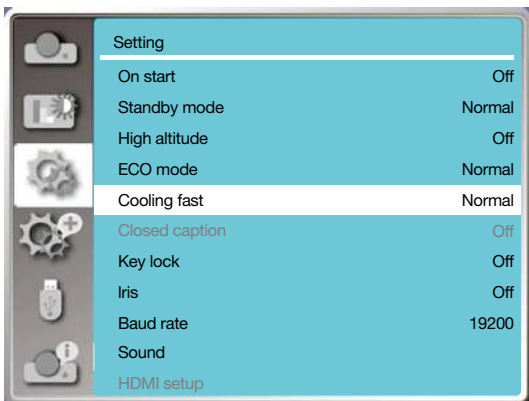 Setting
On start Off
Standby mode Normal
High altitude Off
ECO mode Normal
Cooling fast Normal
Closed caption Off
Key lock Off
Iris Off
Baud rate 19200
Sound
HDMI setup